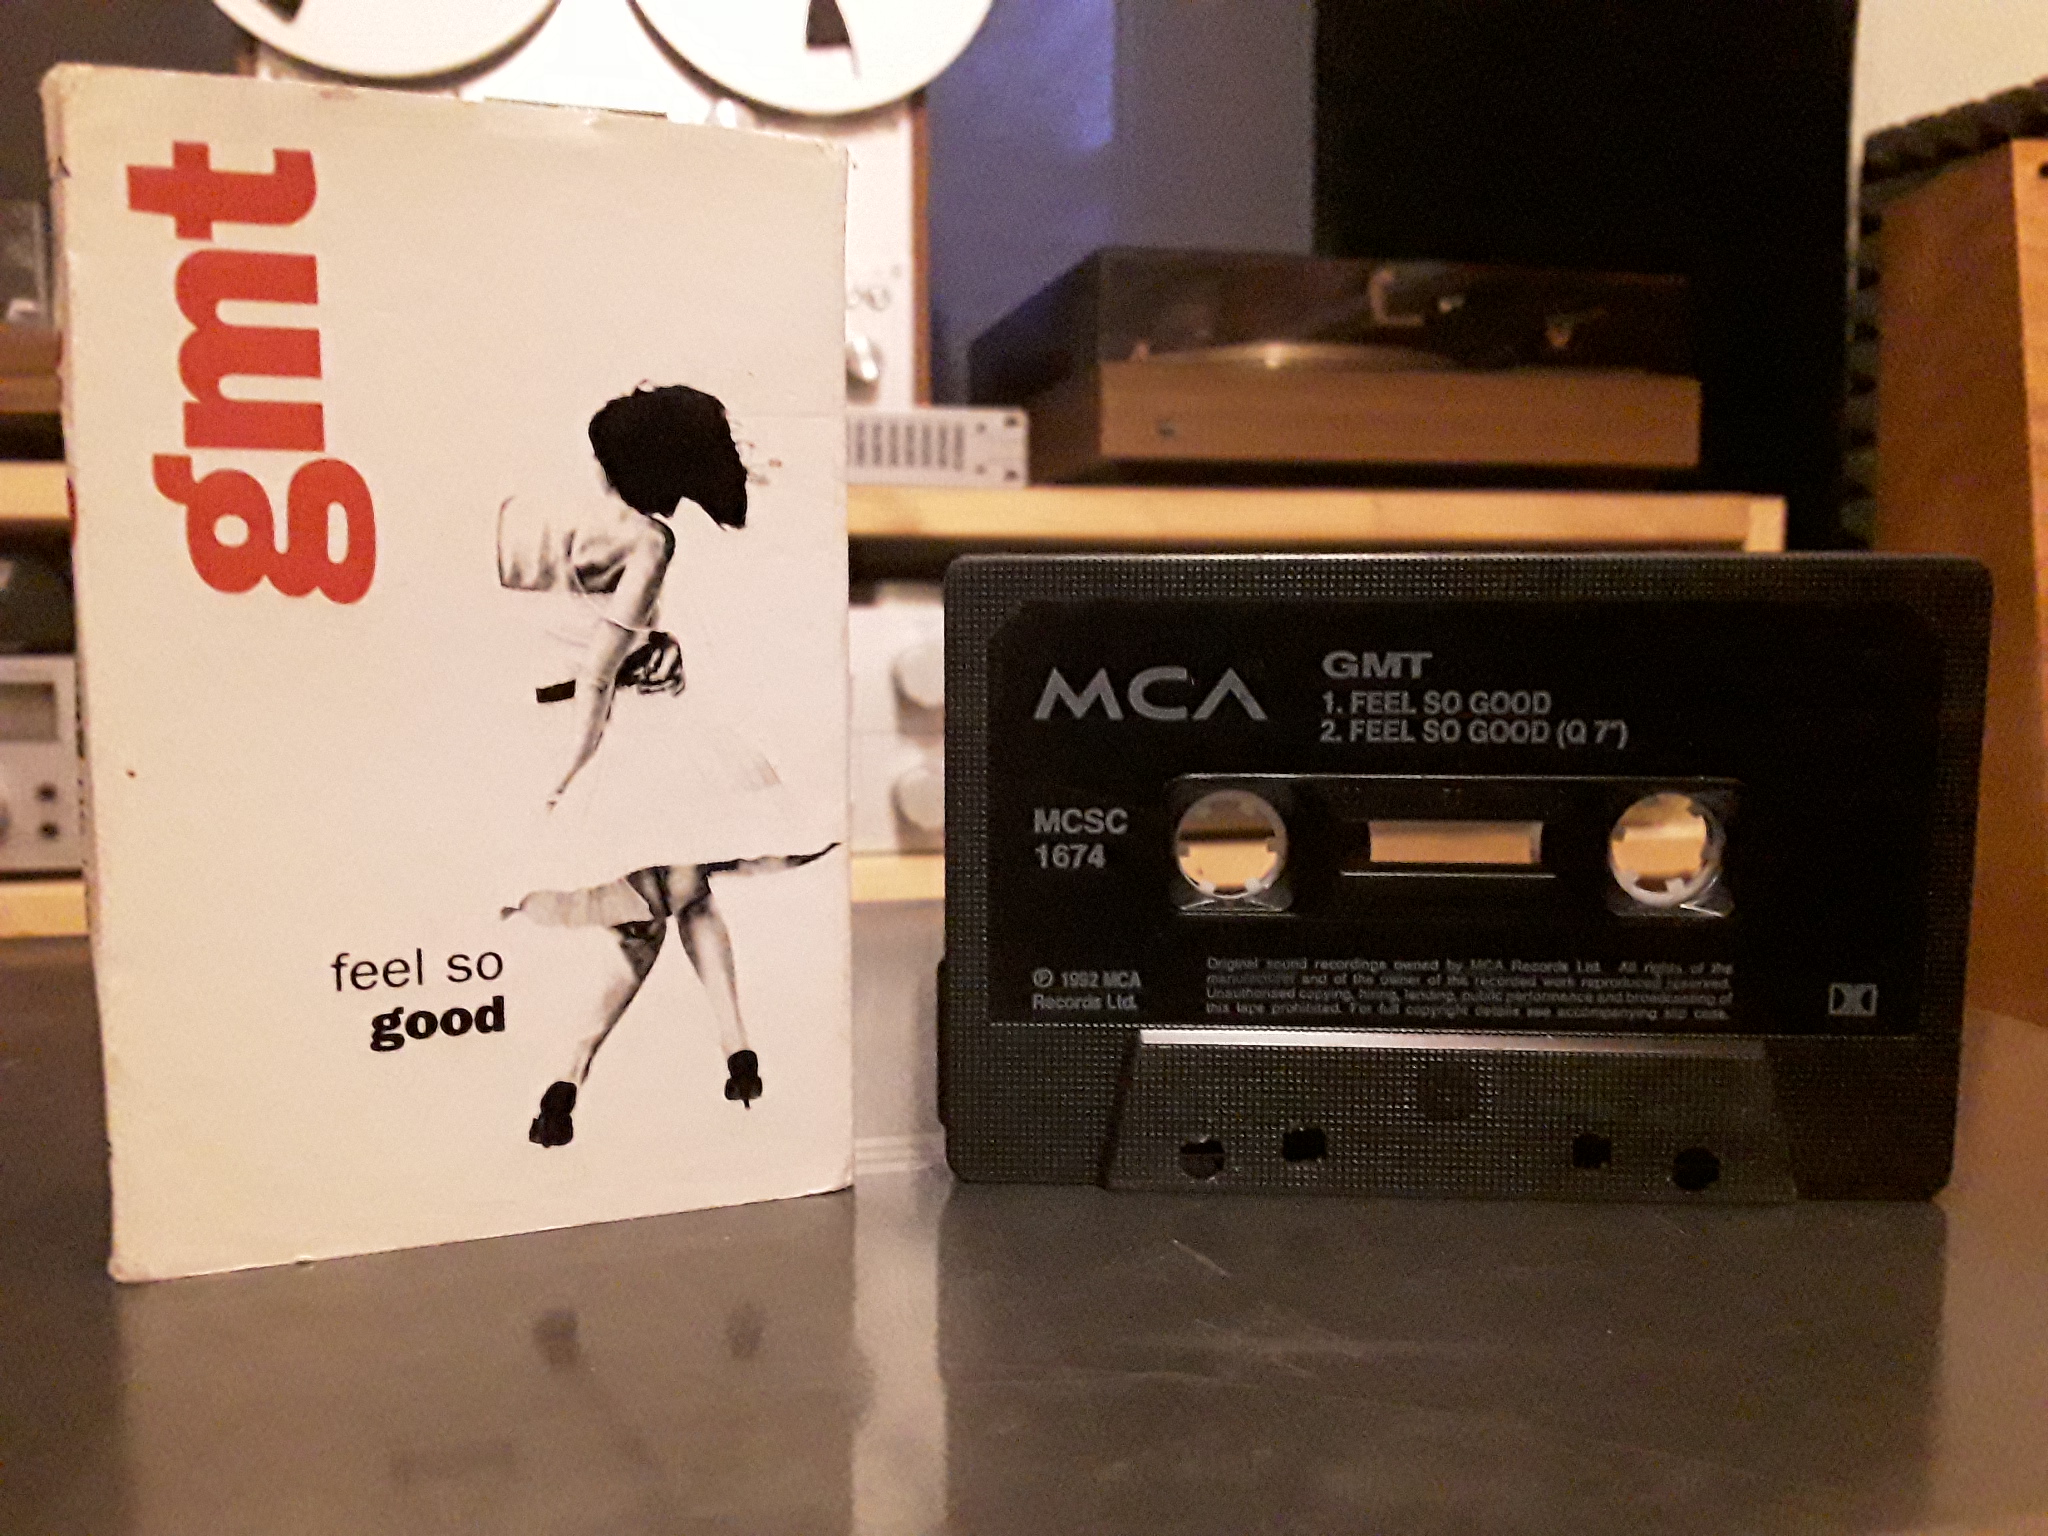 gmt
feel so
good
MCA
GMT
1. FEEL SO GOOD
2. FEEL SO GOOD (Q 7")
MCSC
1674
℗ 1992 MCA
Records Ltd.
Original sound recordings owned by MCA Records Ltd. All rights of the
manufacturer and of the owner of the recorded work reproduced reserved.
Unauthorised copying, hiring, lending, public performance and broadcasting of
this tape prohibited. For full copyright details see accompanying slip case.